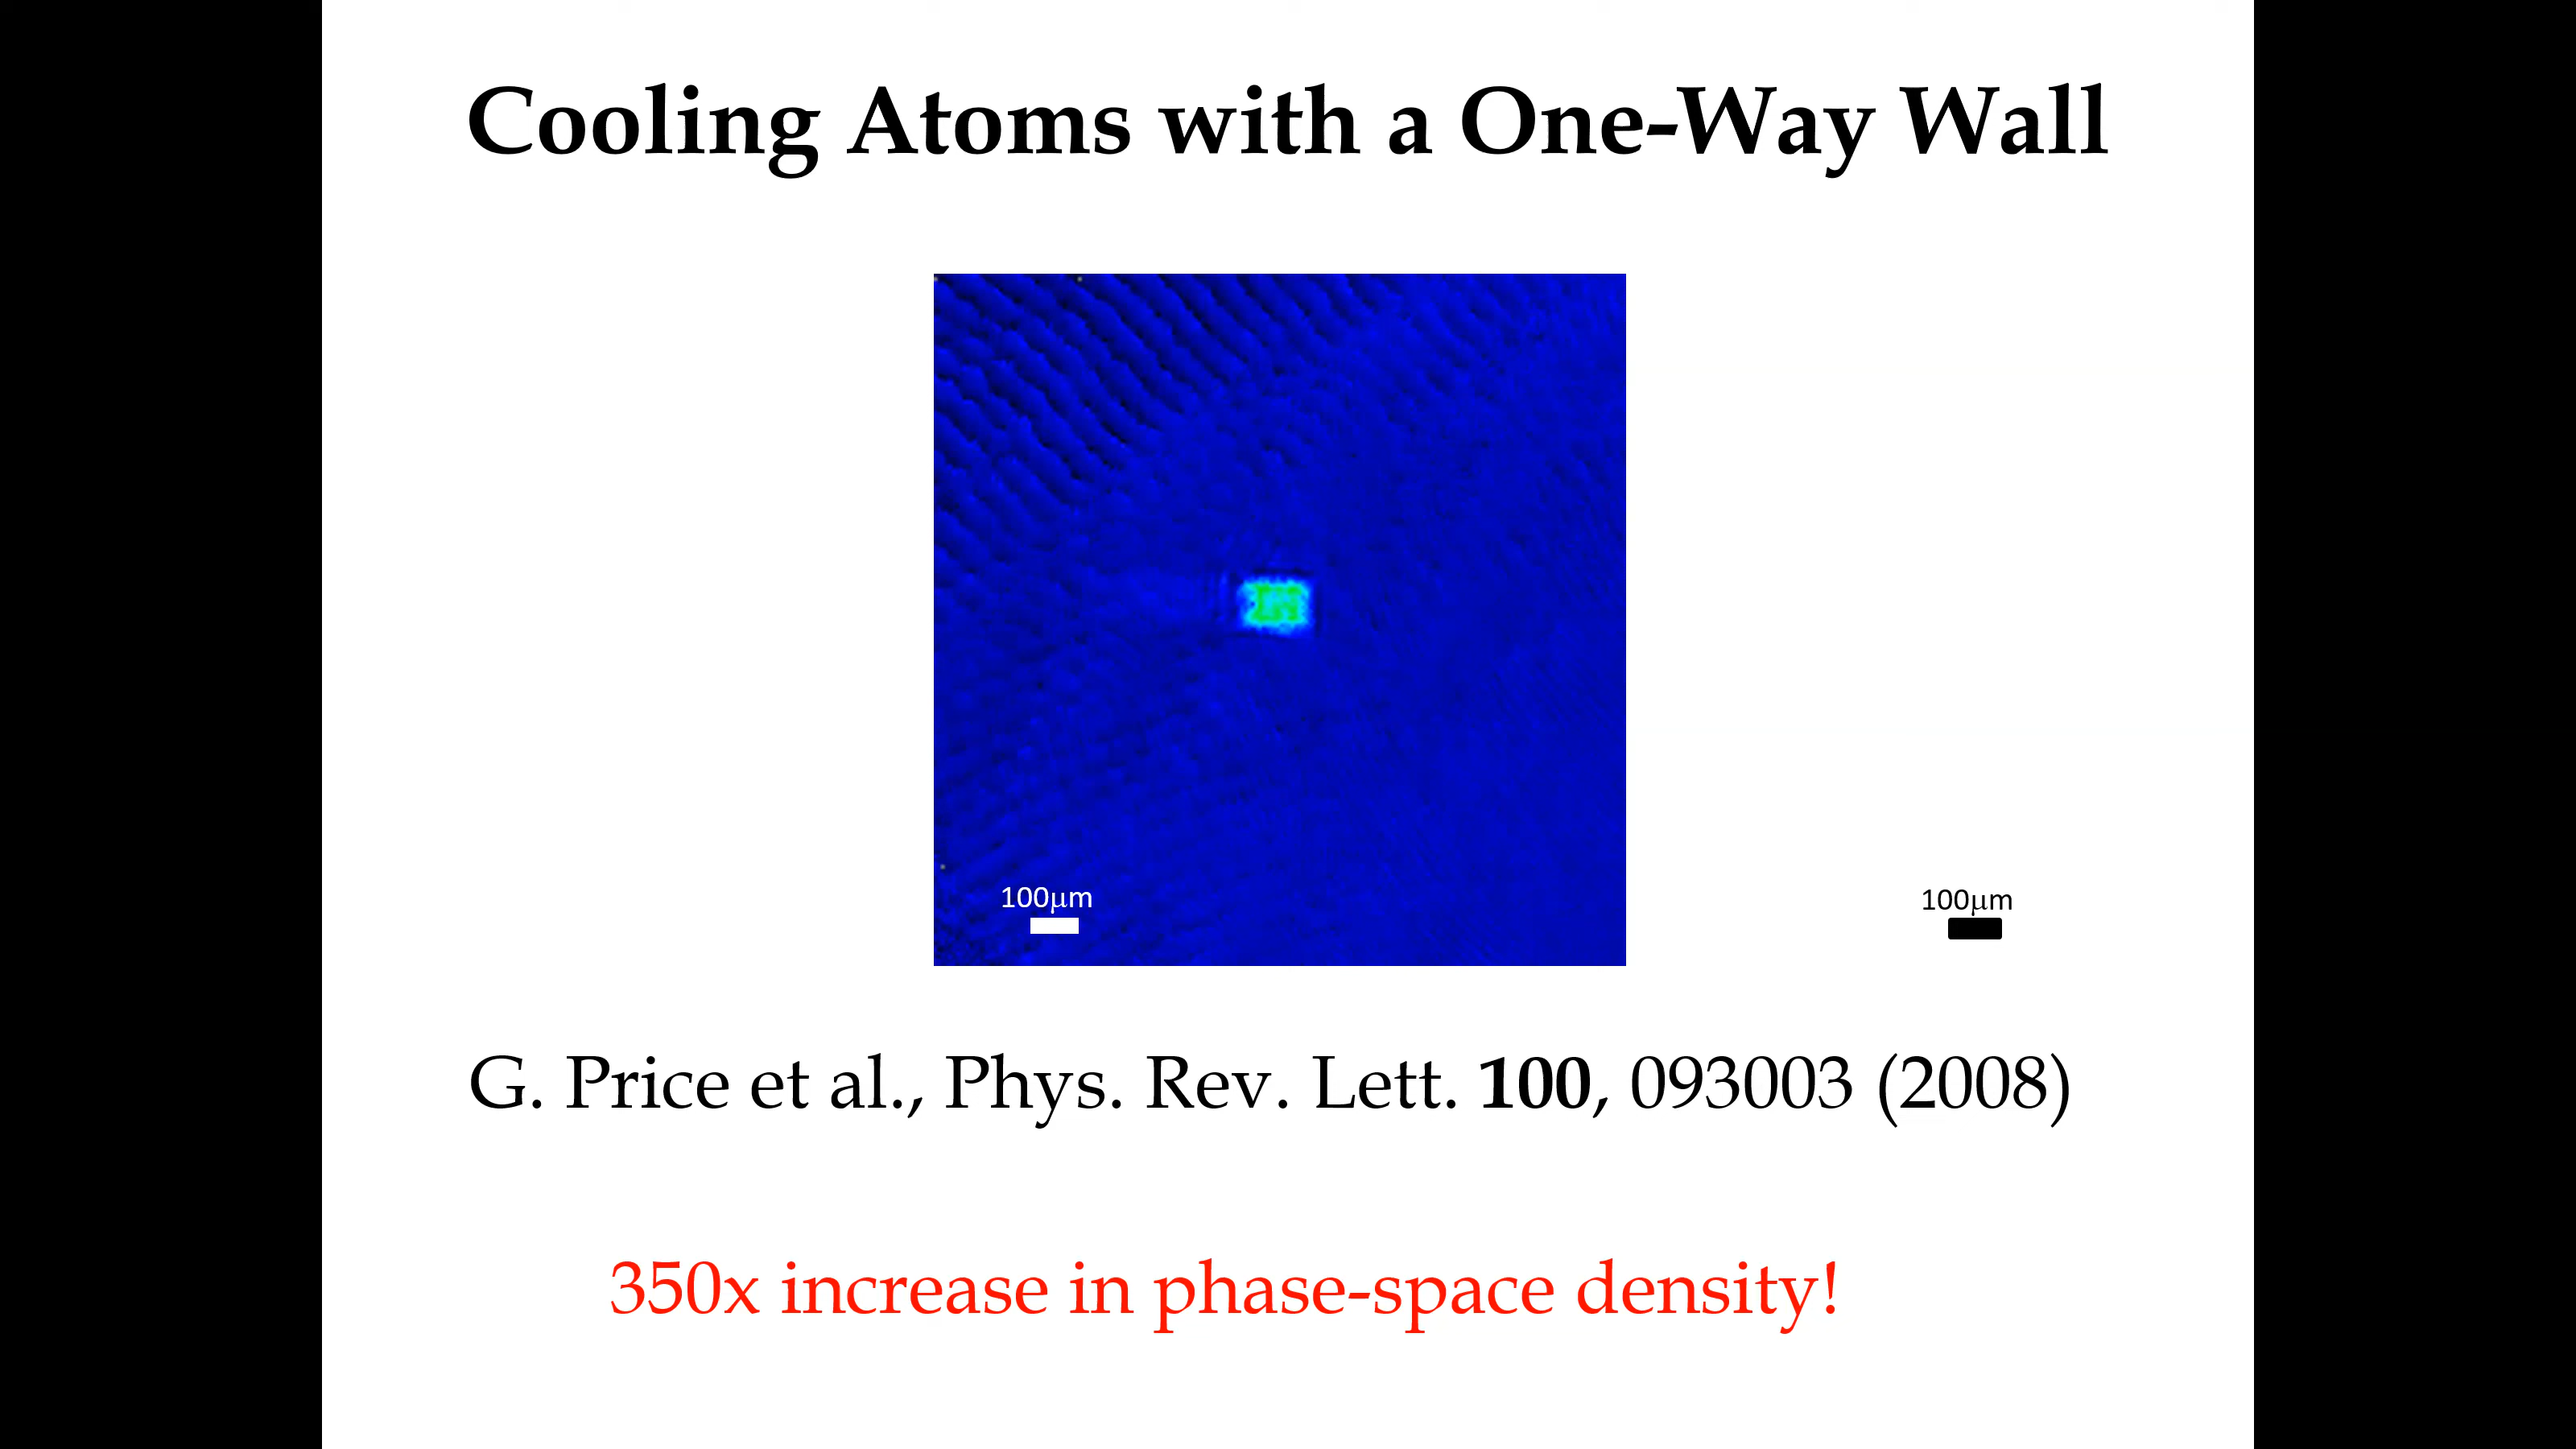 Cooling Atoms with a One-Way Wall
100μm
100μm
G. Price et al., Phys. Rev. Lett. 100, 093003 (2008)
350x increase in phase-space density!